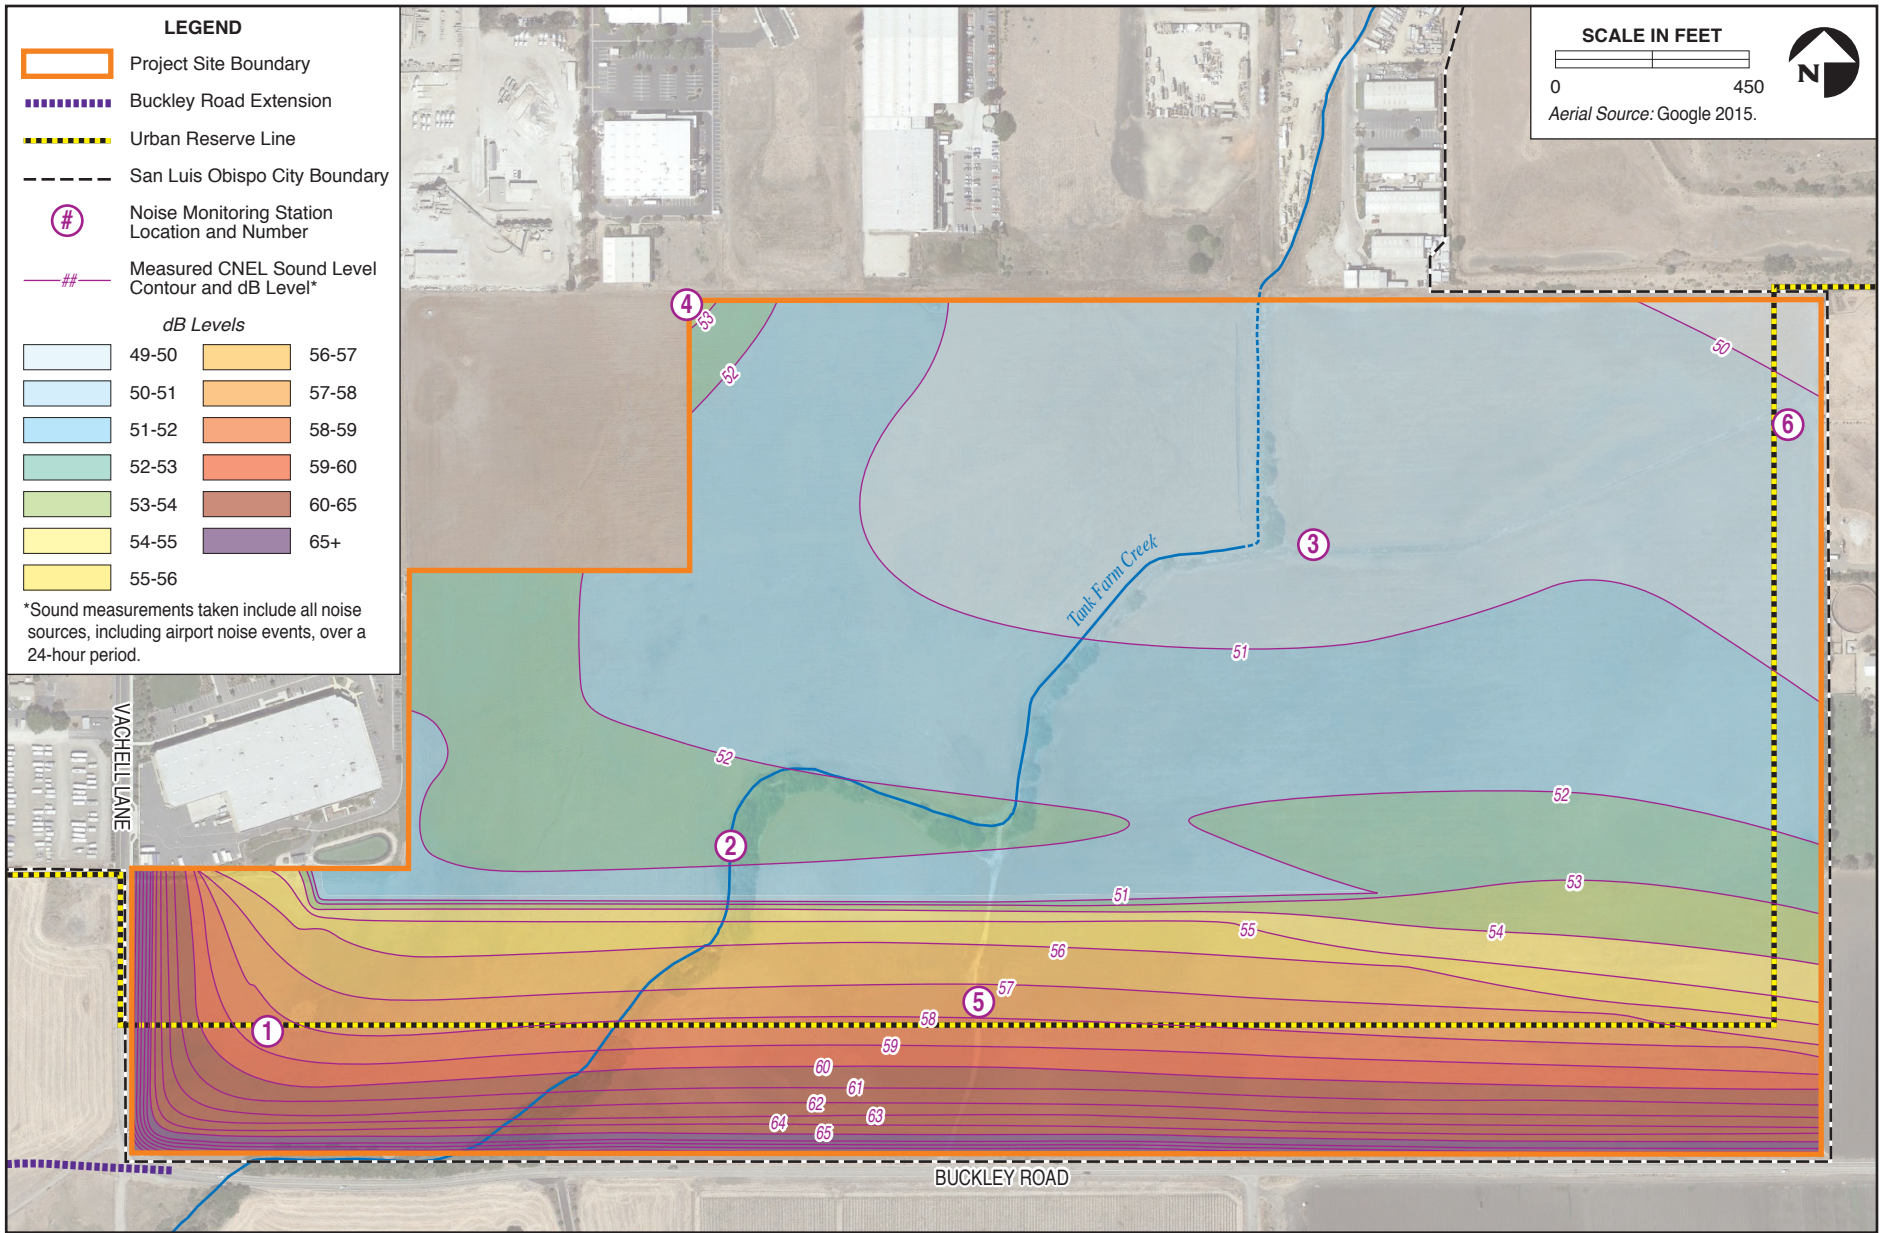 LEGEND
Project Site Boundary
Buckley Road Extension
Urban Reserve Line
San Luis Obispo City Boundary
#
Noise Monitoring Station
Location and Number
##
Measured CNEL Sound Level
Contour and dB Level*
dB Levels
49-50
50-51
51-52
52-53
53-54
54-55
55-56
56-57
57-58
58-59
59-60
60-65
65+
*Sound measurements taken include all noise
sources, including airport noise events, over a
24-hour period.
SCALE IN FEET
0 450
Aerial Source: Google 2015.
N
4
53
52
50
6
3
Tank Farm Creek
51
52
2
52
53
51
55
54
56
57
5
58
1
59
60
61
62
63
64
65
VACHELL LANE
BUCKLEY ROAD